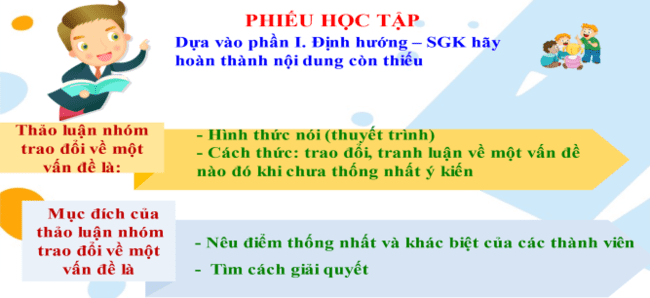 PHIẾU HỌC TẬP
Dựa vào phần I. Định hướng – SGK hãy
hoàn thành nội dung còn thiếu
Thảo luận nhóm
trao đổi về một
vấn đề là:
- Hình thức nói (thuyết trình)
- Cách thức: trao đổi, tranh luận về một vấn đề
nào đó khi chưa thống nhất ý kiến
Mục đích của
thảo luận nhóm
trao đổi về một
vấn đề là
- Nêu điểm thống nhất và khác biệt của các thành viên
- Tìm cách giải quyết